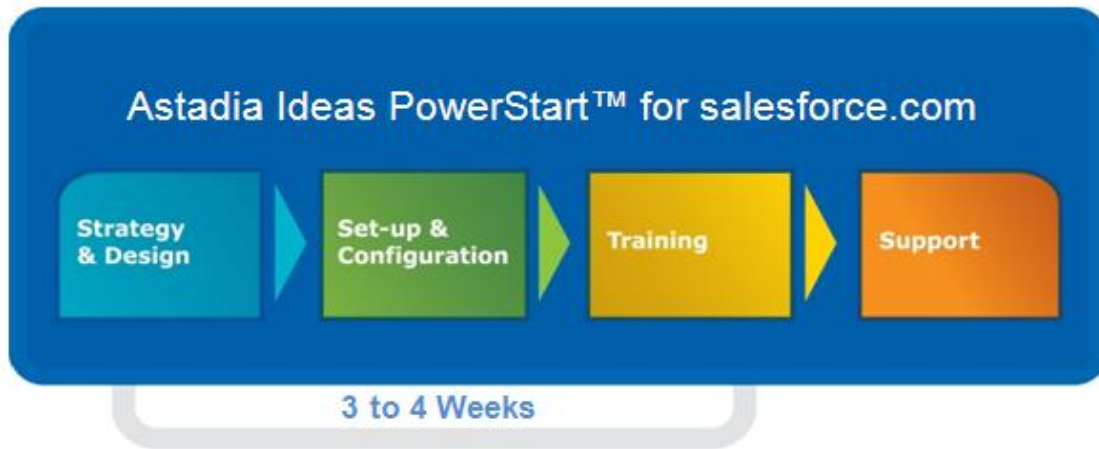 Astadia Ideas PowerStart™ for salesforce.com
Strategy
& Design
Set-up &
Configuration
Training
Support
3 to 4 Weeks